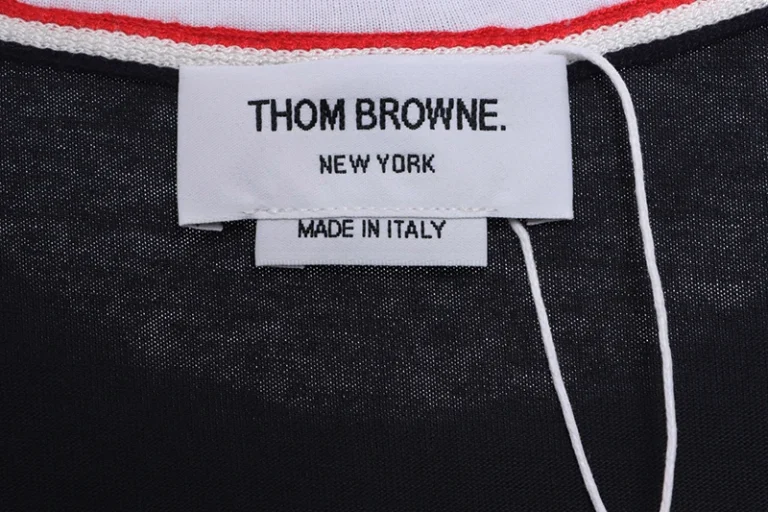 THOM BROWNE.
NEW YORK
MADE IN ITALY